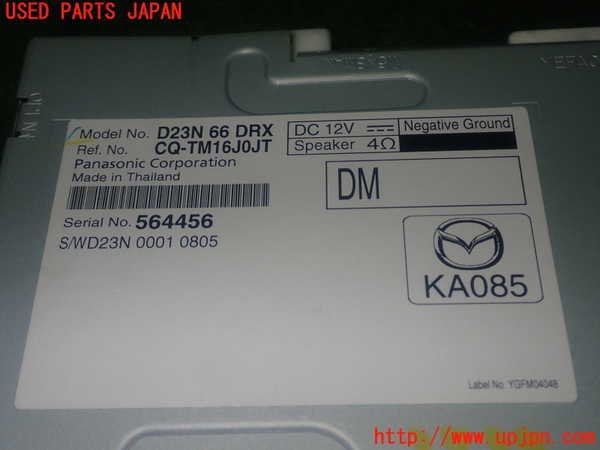 USED PARTS JAPAN
Model No. D23N 66 DRX
Ref. No. CQ-TM16J0JT
Panasonic Corporation
Made in Thailand
DC 12V
Negative Ground
Speaker 4Ω
DM
Serial No. 564456
S/WD23N 0001 0805
KA085
Label No. YGFM04048
http://www.upjpn.com/